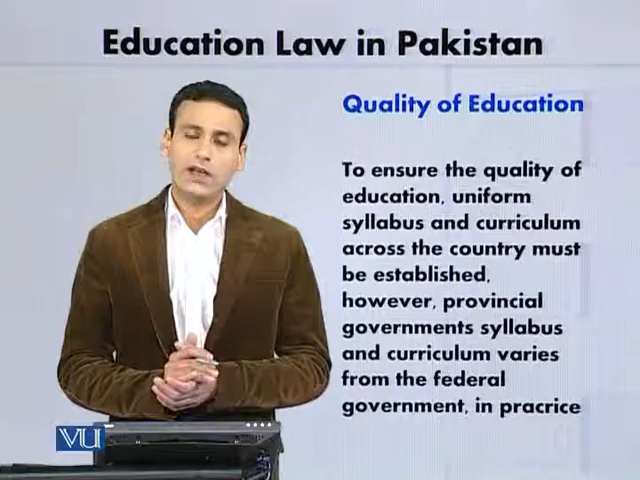 Education Law in Pakistan
Quality of Education
To ensure the quality of
education, uniform
syllabus and curriculum
across the country must
be established,
however, provincial
governments syllabus
and curriculum varies
from the federal
government, in pracrice
VU